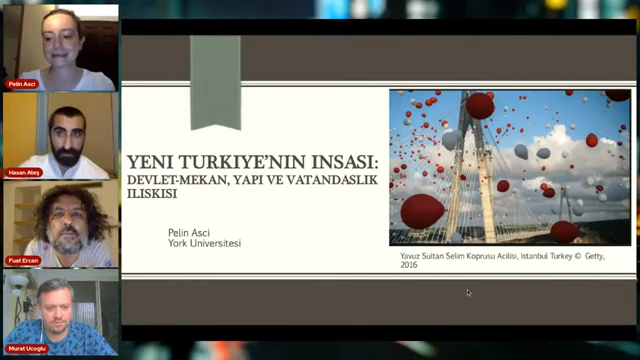 Pelin Asci
Hasan Ateş
Fuat Ercan
Murat Ucoglu
YENI TURKIYE'NIN INSASI:
DEVLET-MEKAN, YAPI VE VATANDASLIK
ILISKISI
Pelin Asci
York Universitesi
Yavuz Sultan Selim Koprusu Acilisi, Istanbul Turkey © Getty,
2016